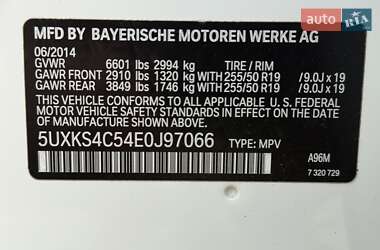 auto RIA.com
MFD BY BAYERISCHE MOTOREN WERKE AG
06/2014
GVWR 6601 lbs 2994 kg TIRE / RIM
GAWR FRONT 2910 lbs 1320 kg WITH 255/50 R19 /9.0J x 19
GAWR REAR 3849 lbs 1746 kg WITH 255/50 R19 /9.0J x 19
THIS VEHICLE CONFORMS TO ALL APPLICABLE U.S. FEDERAL
MOTOR VEHICLE SAFETY STANDARDS IN EFFECT
ON THE DATE OF MANUFACTURE SHOWN ABOVE.
5UXKS4C54E0J97066 TYPE: MPV
A96M
7 320 729